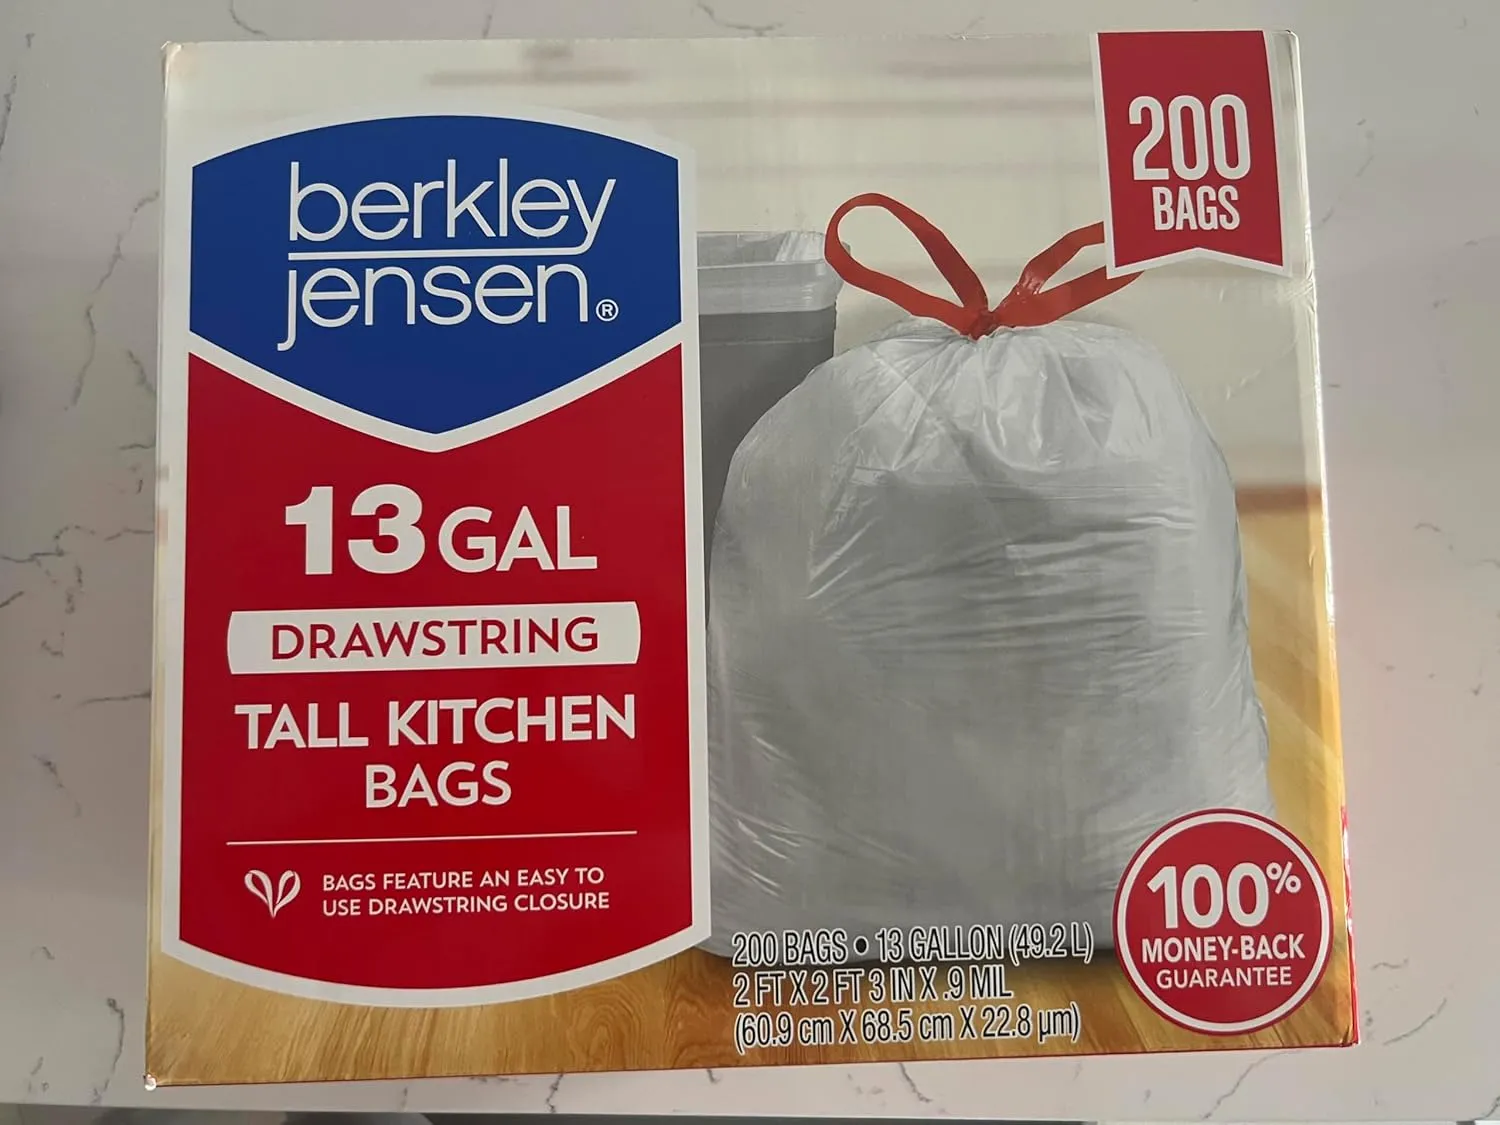 berkley
jensen®
200
BAGS
13 GAL
DRAWSTRING
TALL KITCHEN
BAGS
BAGS FEATURE AN EASY TO
USE DRAWSTRING CLOSURE
200 BAGS • 13 GALLON (49.2 L)
2 FT X 2 FT 3 IN X .9 MIL
(60.9 cm X 68.5 cm X 22.8 µm)
100%
MONEY-BACK
GUARANTEE